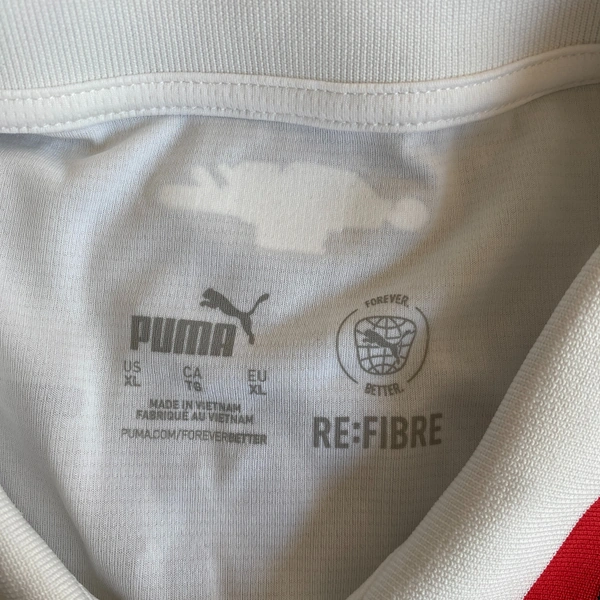 PUMA
US CA EU
XL TG XL
MADE IN VIETNAM
FABRIQUÉ AU VIETNAM
PUMA.COM/FOREVERBETTER
FOREVER.
BETTER.
RE:FIBRE